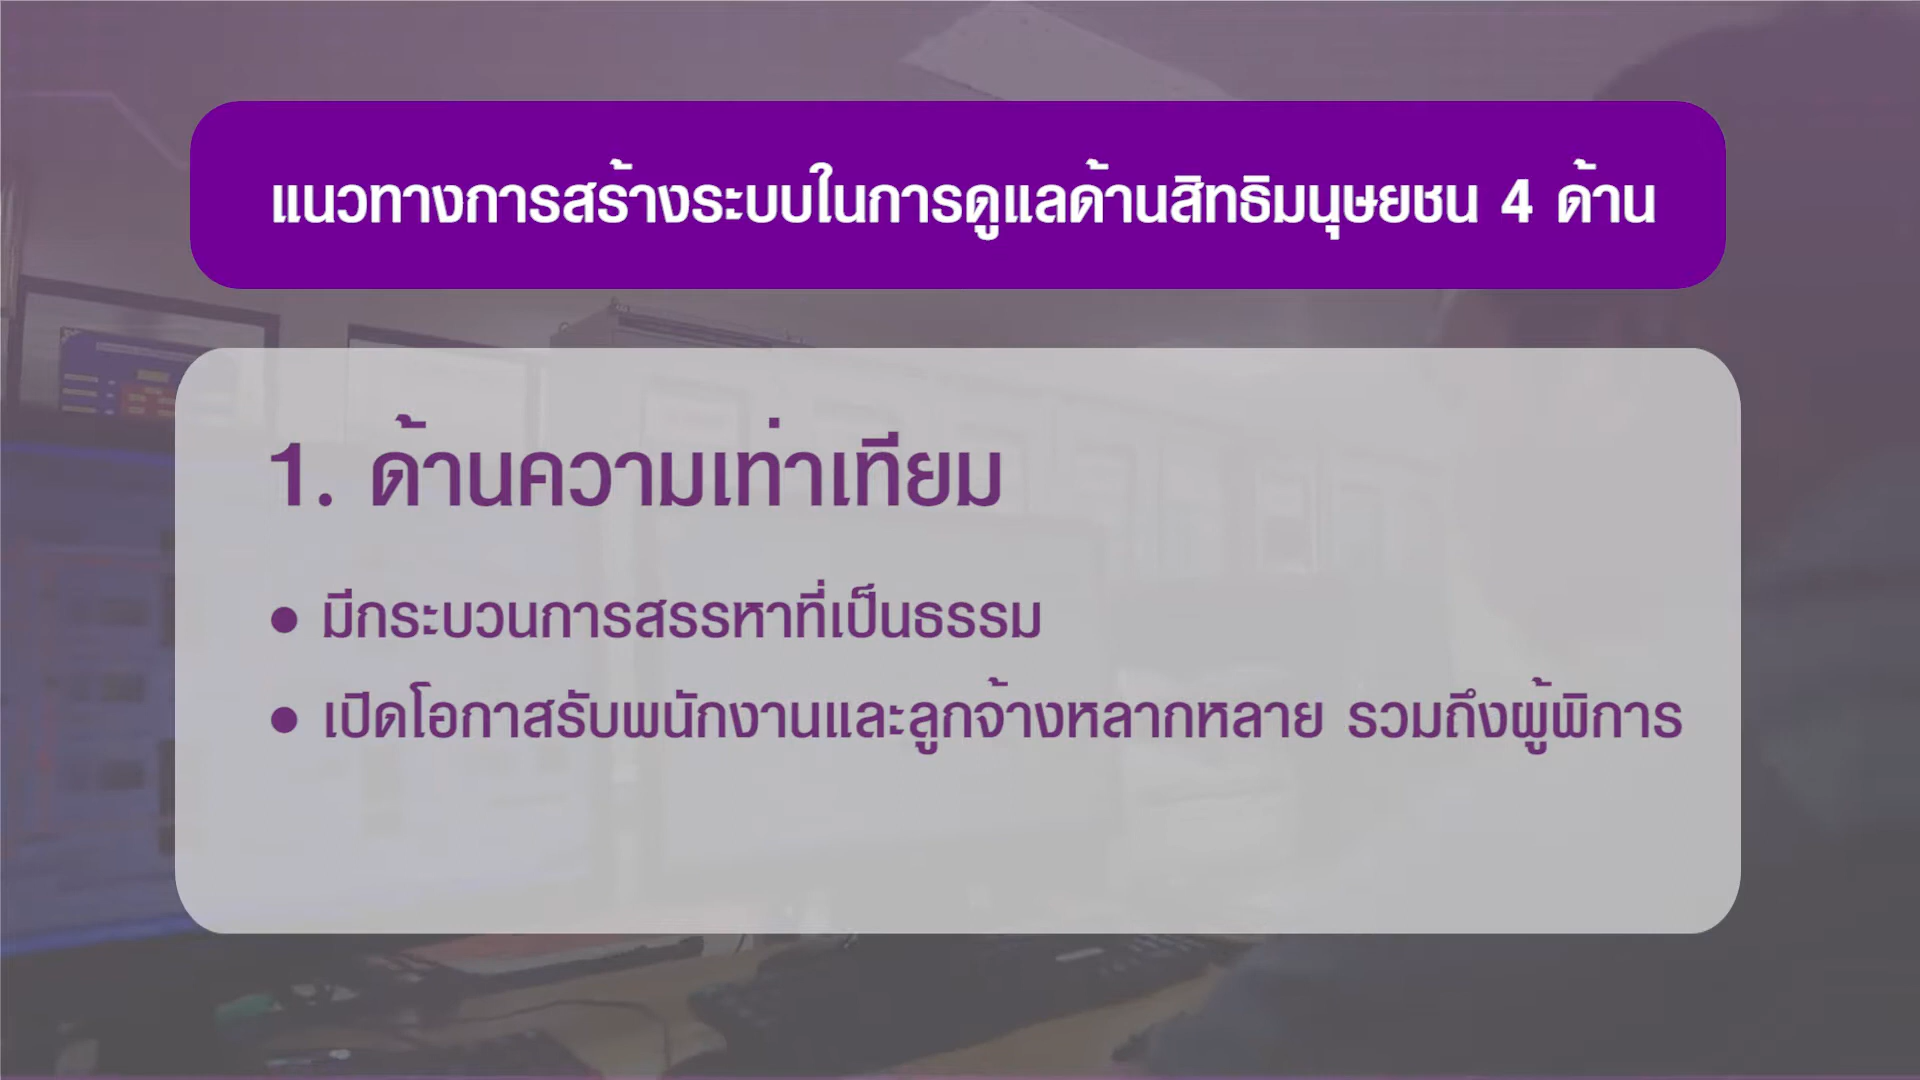 แนวทางการสร้างระบบในการดูแลด้านสิทธิมนุษยชน 4 ด้าน
1. ด้านความเท่าเทียม
● มีกระบวนการสรรหาที่เป็นธรรม
● เปิดโอกาสรับพนักงานและลูกจ้างหลากหลาย รวมถึงผู้พิการ